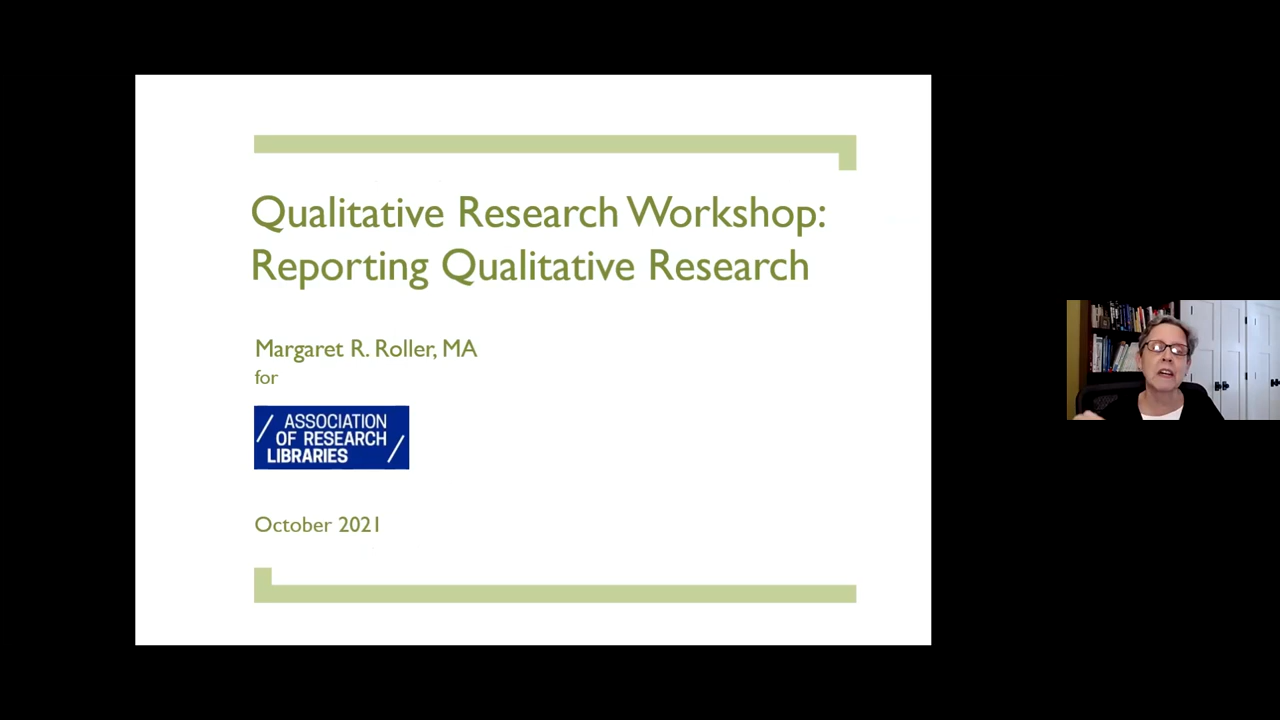 Qualitative Research Workshop:
Reporting Qualitative Research
Margaret R. Roller, MA
for
ASSOCIATION
OF RESEARCH
LIBRARIES
October 2021